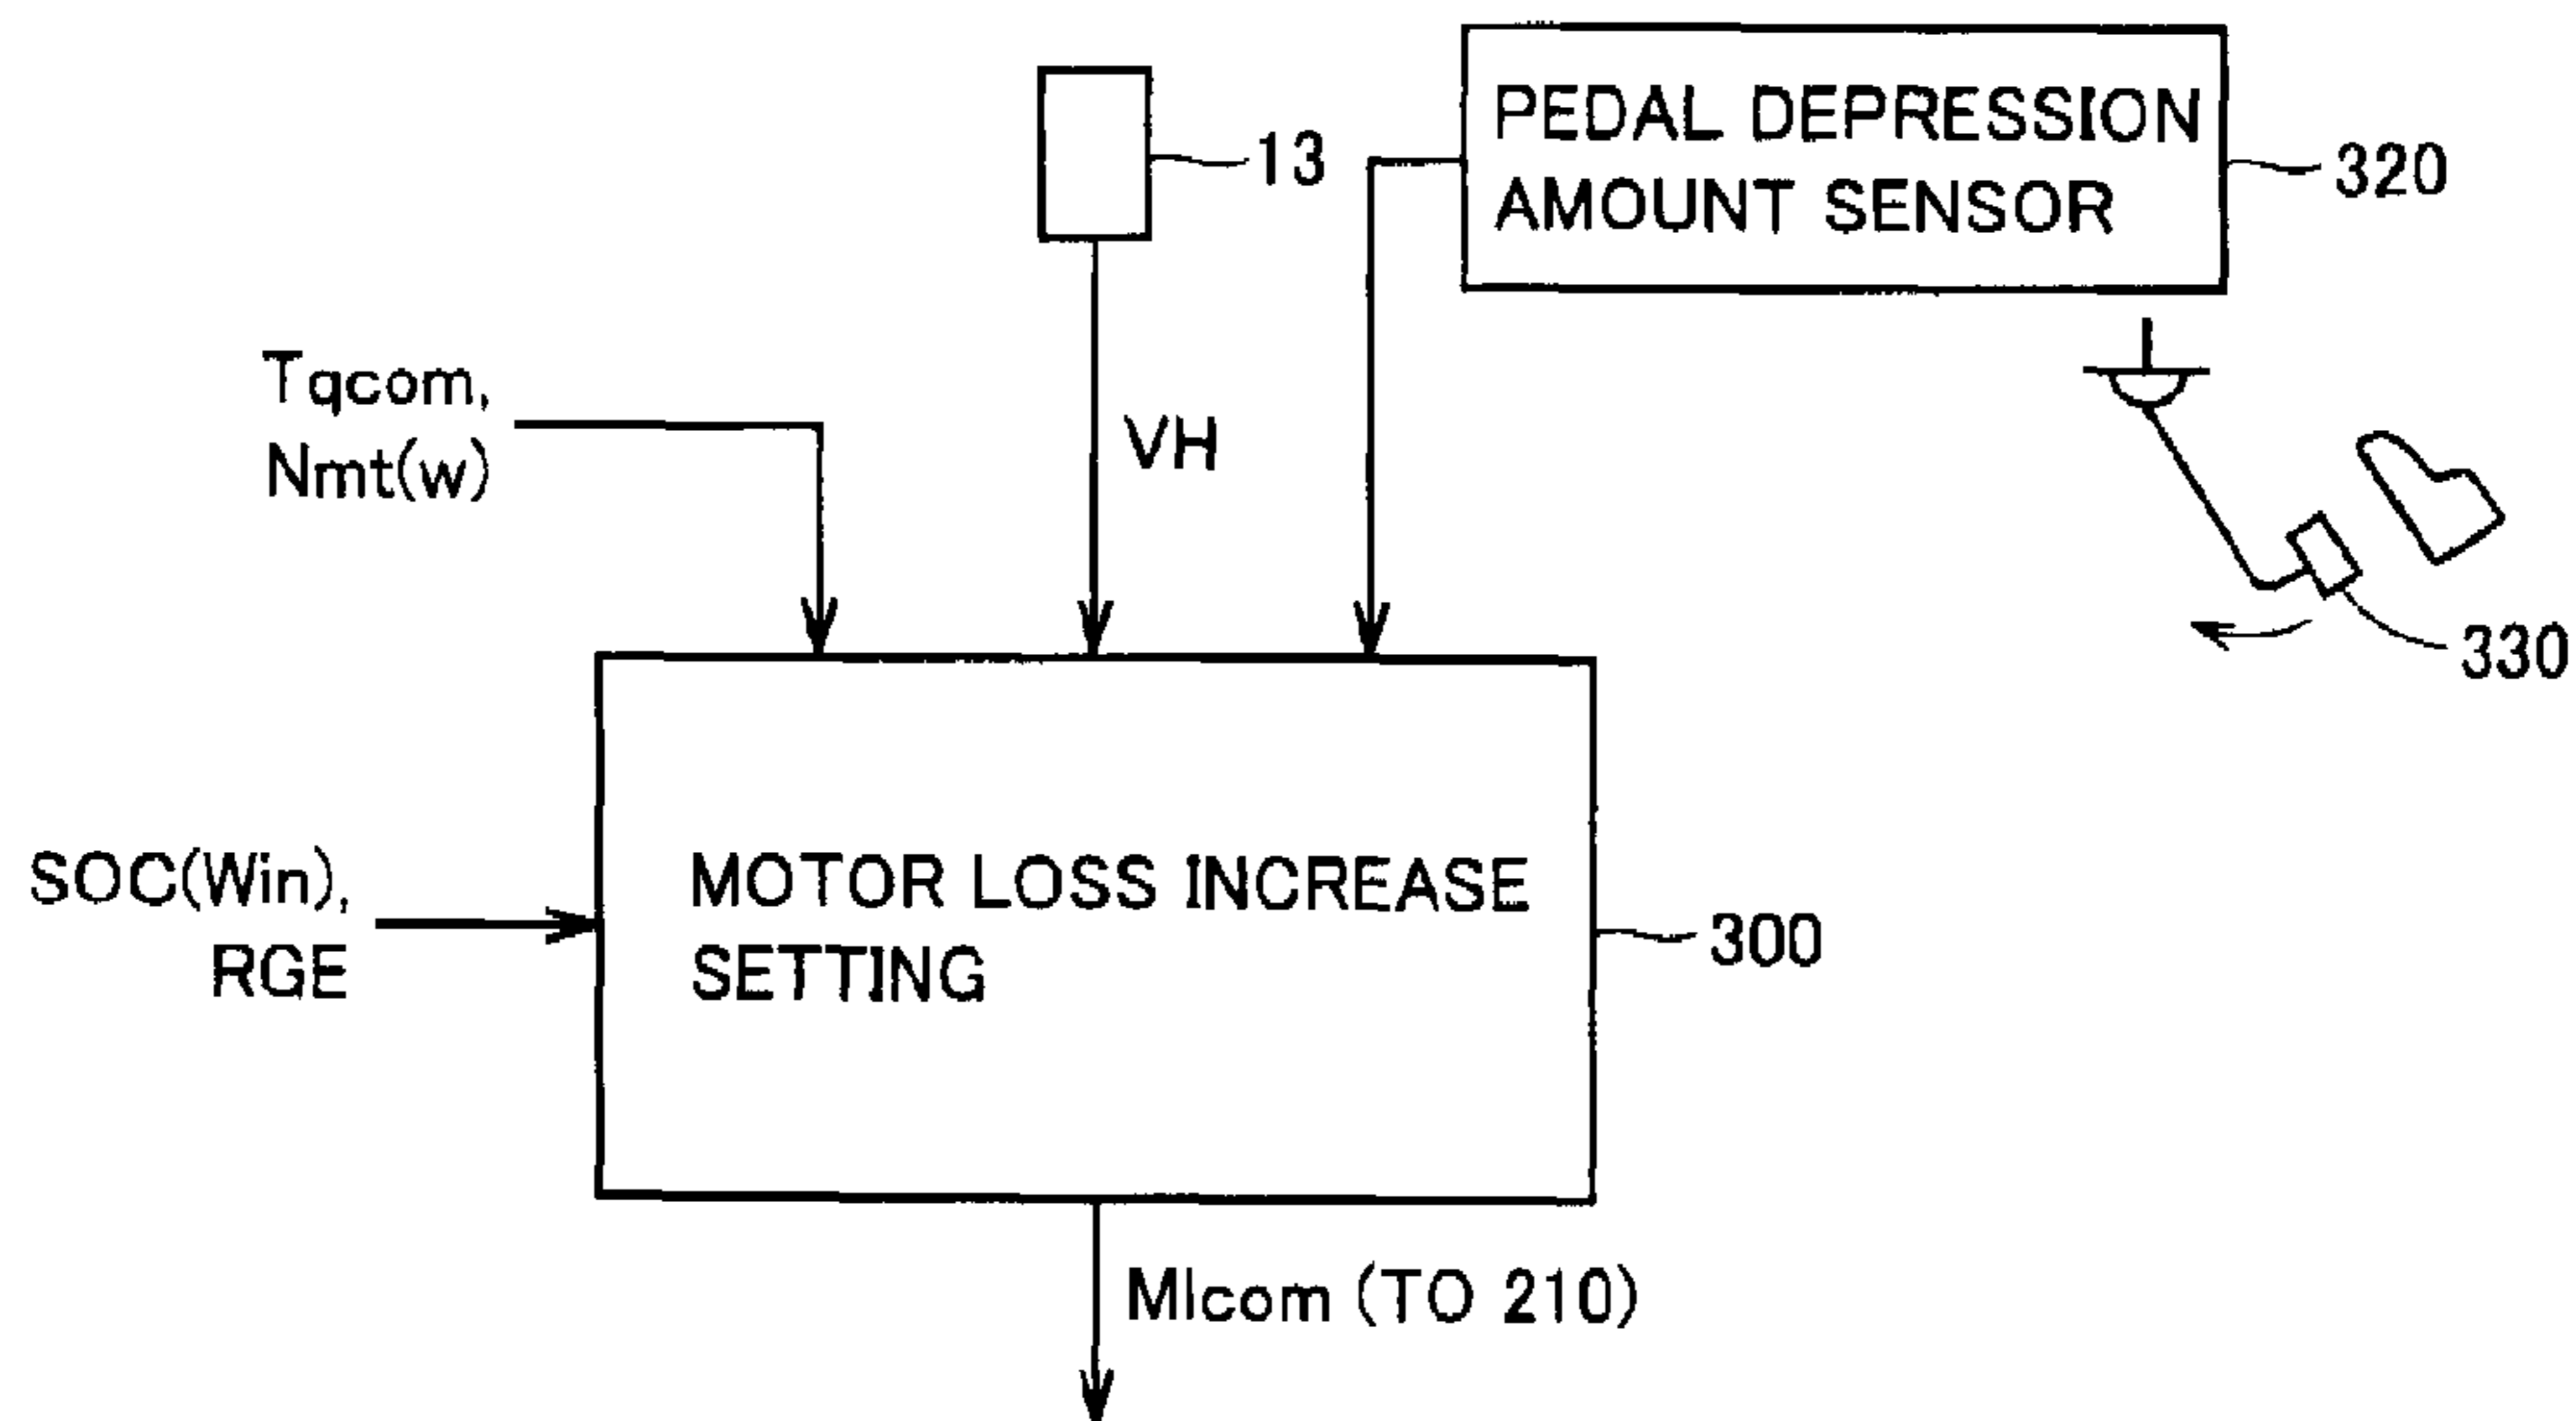 PEDAL DEPRESSION
AMOUNT SENSOR
13
320
Tqcom,
Nmt(w)
VH
330
SOC(Win),
RGE
MOTOR LOSS INCREASE
SETTING
300
Mlcom (TO 210)